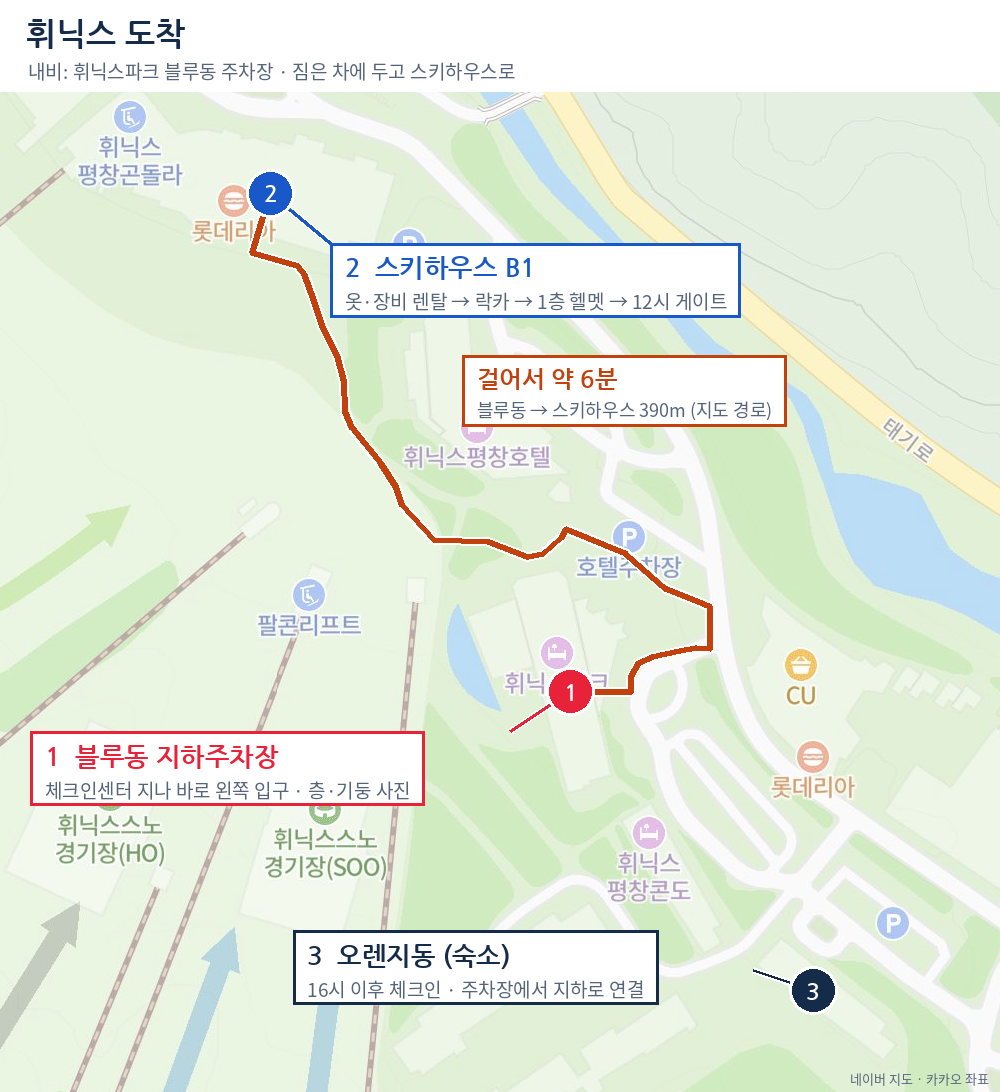 휘닉스 도착
내비: 휘닉스파크 블루동 주차장 · 짐은 차에 두고 스키하우스로
휘닉스
평창곤돌라
2
롯데리아
P
2 스키하우스 B1
옷·장비 렌탈 → 락카 → 1층 헬멧 → 12시 게이트
걸어서 약 6분
블루동 → 스키하우스 390m (지도 경로)
태기로
휘닉스평창호텔
P
호텔주차장
팔콘리프트
휘닉
크
1
CU
1 블루동 지하주차장
체크인센터 지나 바로 왼쪽 입구 · 층·기둥 사진
롯데리아
휘닉스스노
경기장(HO)
휘닉스스노
경기장(SOO)
휘닉스
평창콘도
P
3 오렌지동 (숙소)
16시 이후 체크인 · 주차장에서 지하로 연결
3
네이버 지도 · 카카오 좌표